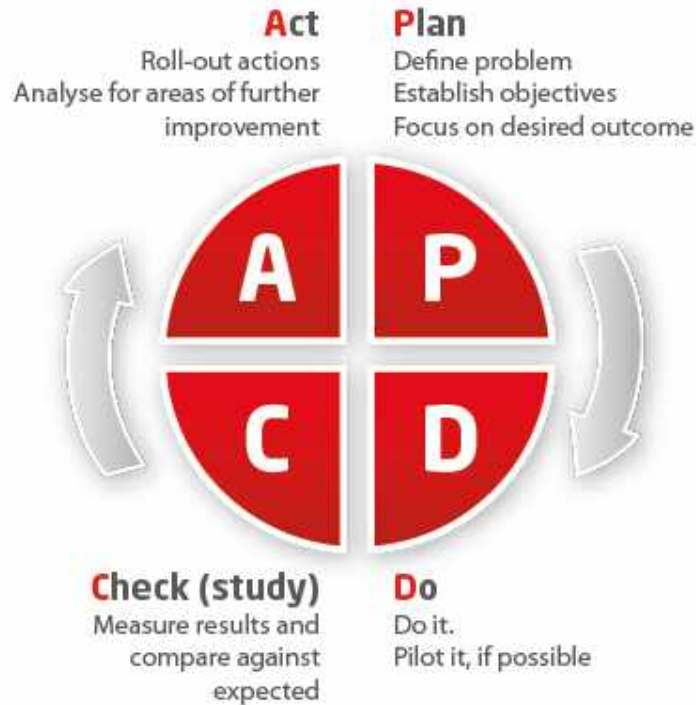 Act
Roll-out actions
Analyse for areas of further
improvement
Plan
Define problem
Establish objectives
Focus on desired outcome
A
P
C
D
Check (study)
Measure results and
compare against
expected
Do
Do it.
Pilot it, if possible